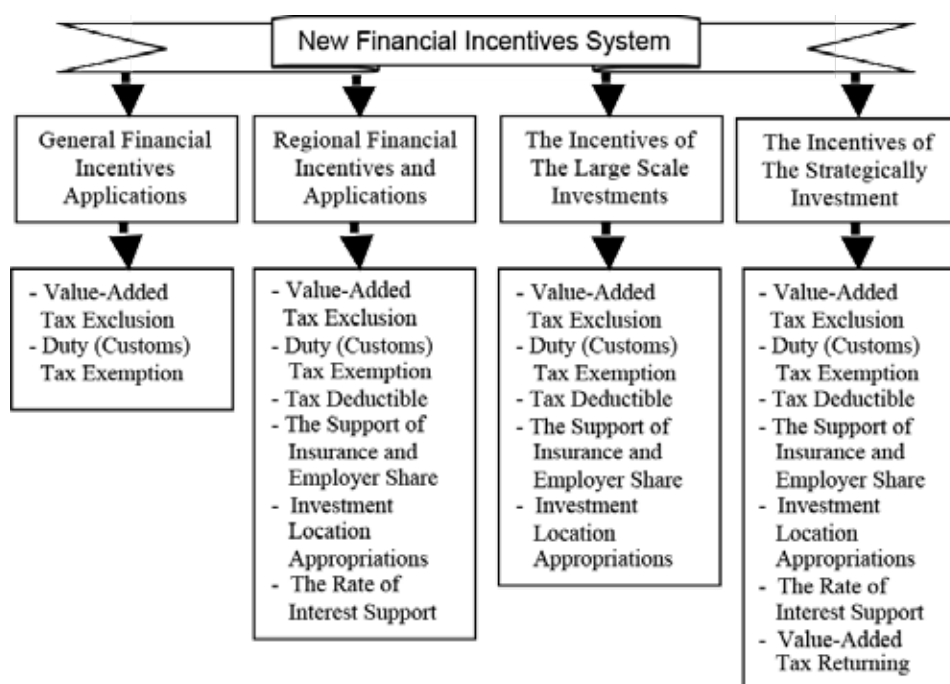 New Financial Incentives System
General Financial
Incentives
Applications
Regional Financial
Incentives and
Applications
The Incentives of
The Large Scale
Investments
The Incentives of
The Strategically
Investment
- Value-Added
Tax Exclusion
- Duty (Customs)
Tax Exemption
- Value-Added
Tax Exclusion
- Duty (Customs)
Tax Exemption
- Tax Deductible
- The Support of
Insurance and
Employer Share
- Investment
Location
Appropriations
- The Rate of
Interest Support
- Value-Added
Tax Exclusion
- Duty (Customs)
Tax Exemption
- Tax Deductible
- The Support of
Insurance and
Employer Share
- Investment
Location
Appropriations
- Value-Added
Tax Exclusion
- Duty (Customs)
Tax Exemption
- Tax Deductible
- The Support of
Insurance and
Employer Share
- Investment
Location
Appropriations
- The Rate of
Interest Support
- Value-Added
Tax Returning